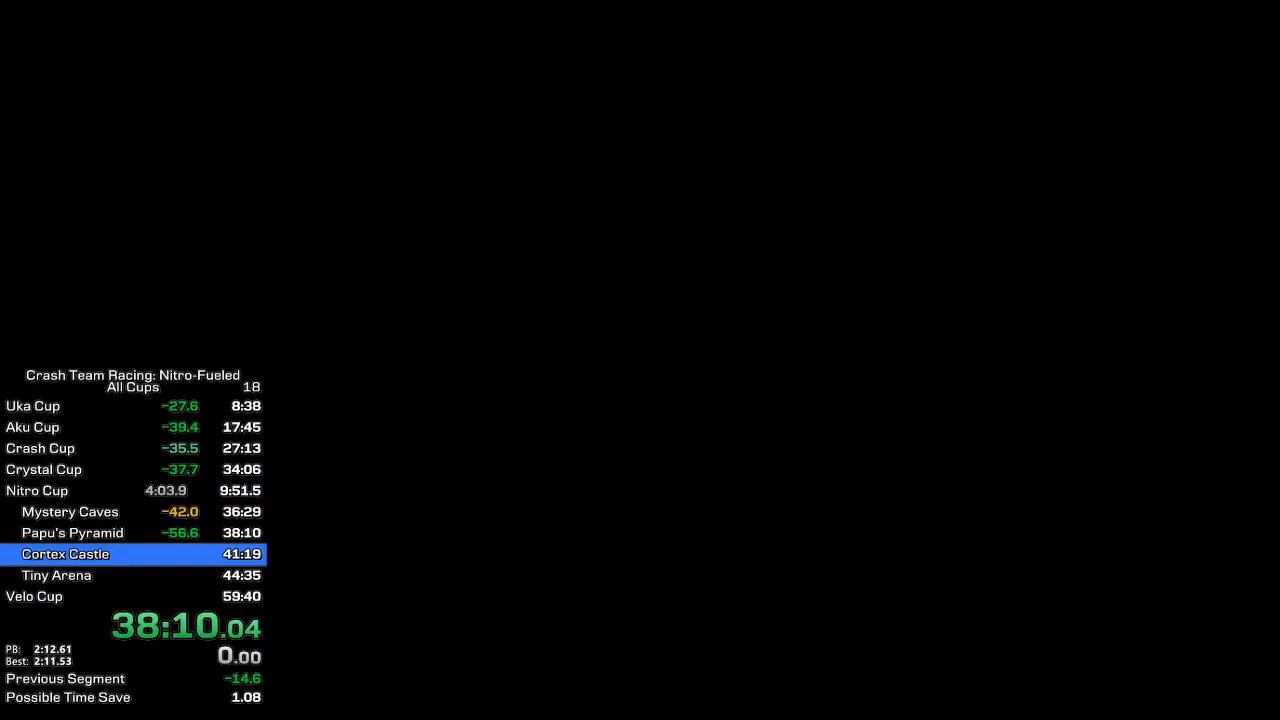 Crash Team Racing: Nitro-Fueled
All Cups 18
Uka Cup -27.6 8:38
Aku Cup -39.4 17:45
Crash Cup -35.5 27:13
Crystal Cup -37.7 34:06
Nitro Cup 4:03.9 9:51.5
Mystery Caves -42.0 36:29
Papu's Pyramid -56.6 38:10
Cortex Castle 41:19
Tiny Arena 44:35
Velo Cup 59:40
38:10.04
PB: 2:12.61 0.00
Best: 2:11.53
Previous Segment -14.6
Possible Time Save 1.08